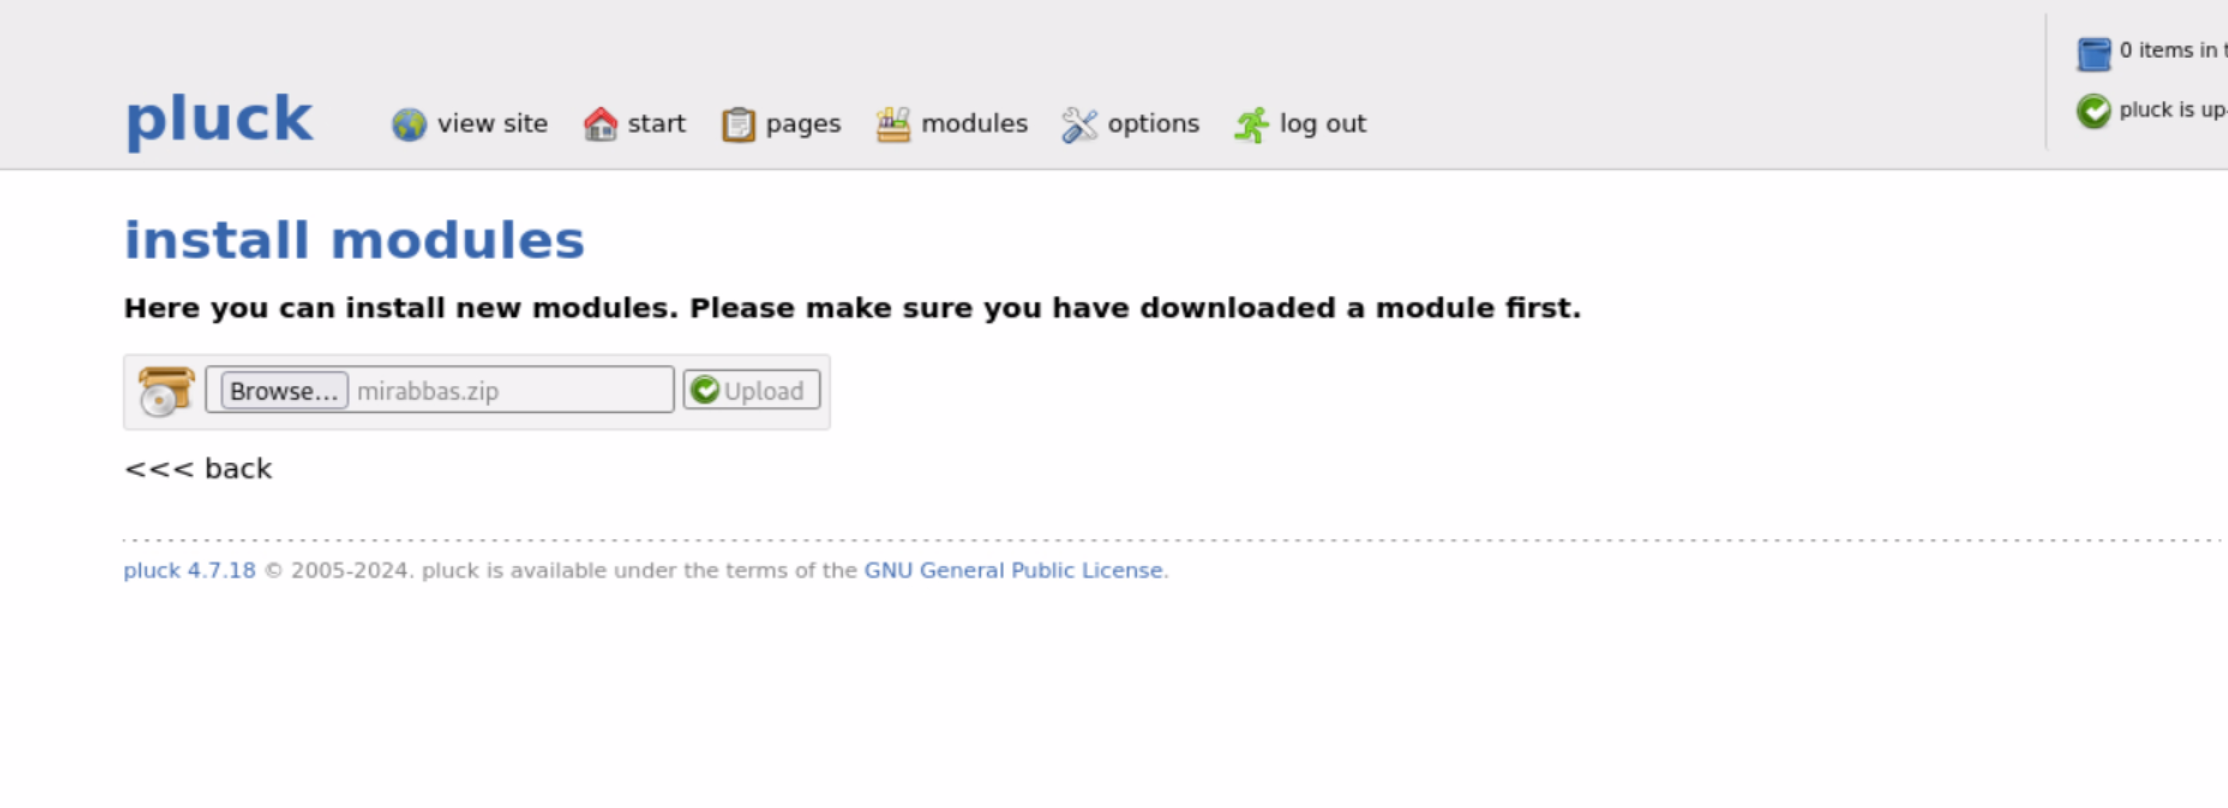 0 items in t
pluck view site start pages modules options log out
pluck is up-
install modules
Here you can install new modules. Please make sure you have downloaded a module first.
Browse... mirabbas.zip Upload
<<< back
pluck 4.7.18 © 2005-2024. pluck is available under the terms of the GNU General Public License.